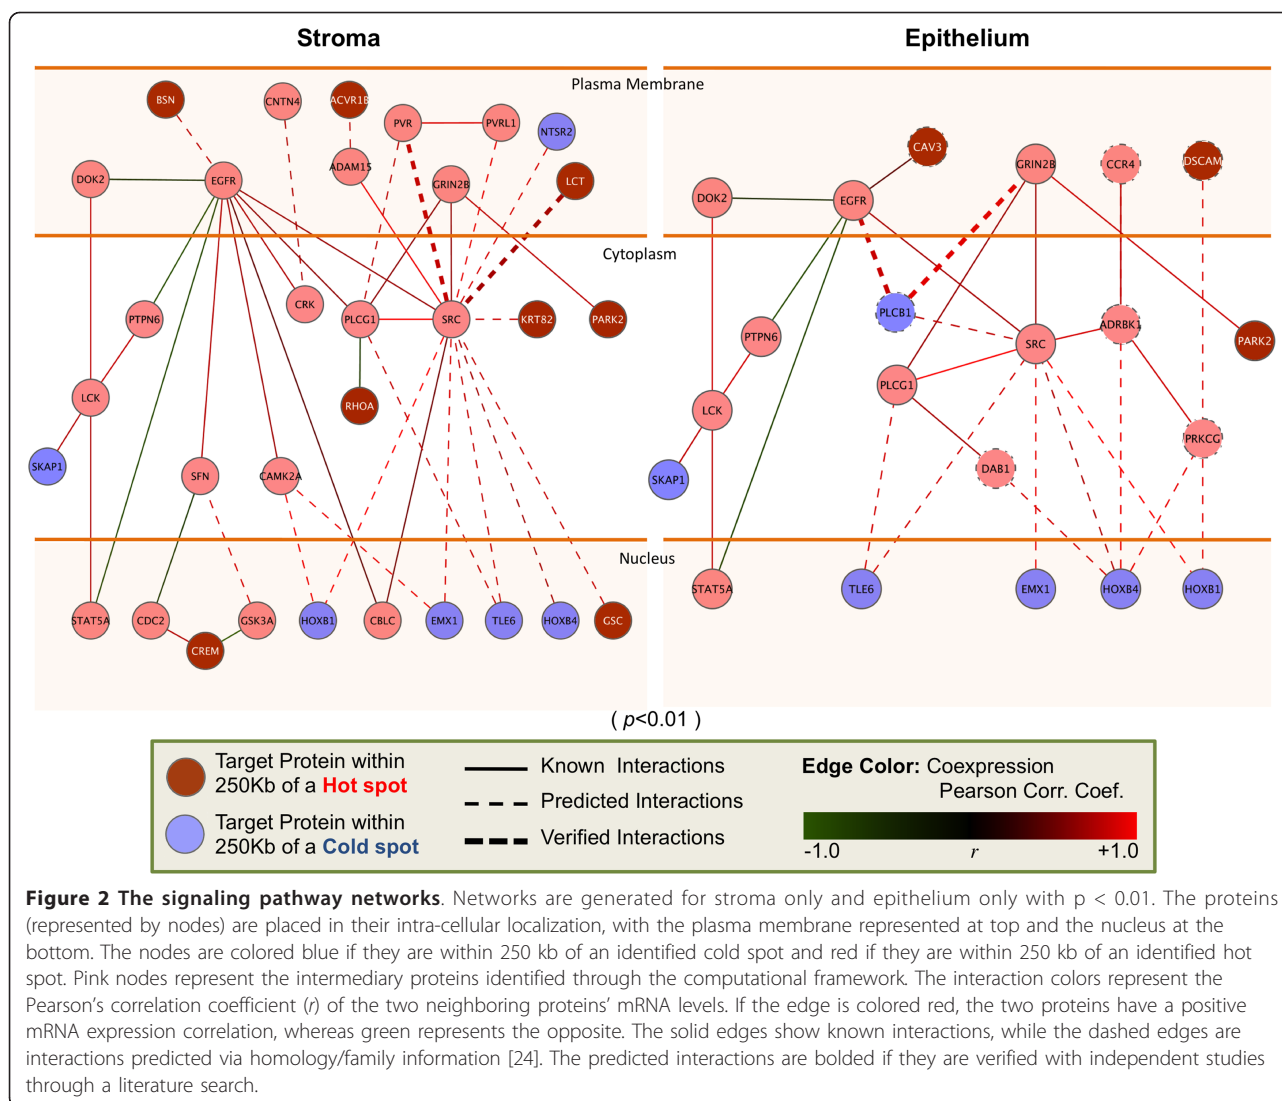 Stroma
Epithelium
Plasma Membrane
BSN
CNTN4
ACVR1B
PVR
PVRL1
NTSR2
ADAM15
DOK2
EGFR
GRIN2B
LCT
CAV3
GRIN2B
CCR4
DSCAM
DOK2
EGFR
Cytoplasm
CRK
PTPN6
PLCG1
SRC
KRT82
PARK2
LCK
RHOA
SKAP1
SFN
CAMK2A
PLCB1
ADRBK1
PTPN6
SRC
PARK2
PLCG1
LCK
PRKCG
DAB1
SKAP1
Nucleus
STAT5A
CDC2
GSK3A
HOXB1
CBLC
EMX1
TLE6
HOXB4
GSC
CREM
STAT5A
TLE6
EMX1
HOXB4
HOXB1
( p<0.01 )
Target Protein within
250Kb of a Hot spot
Target Protein within
250Kb of a Cold spot
Known Interactions
Predicted Interactions
Verified Interactions
Edge Color: Coexpression
Pearson Corr. Coef.
-1.0 r +1.0
Figure 2 The signaling pathway networks. Networks are generated for stroma only and epithelium only with p < 0.01. The proteins
(represented by nodes) are placed in their intra-cellular localization, with the plasma membrane represented at top and the nucleus at the
bottom. The nodes are colored blue if they are within 250 kb of an identified cold spot and red if they are within 250 kb of an identified hot
spot. Pink nodes represent the intermediary proteins identified through the computational framework. The interaction colors represent the
Pearson's correlation coefficient (r) of the two neighboring proteins' mRNA levels. If the edge is colored red, the two proteins have a positive
mRNA expression correlation, whereas green represents the opposite. The solid edges show known interactions, while the dashed edges are
interactions predicted via homology/family information [24]. The predicted interactions are bolded if they are verified with independent studies
through a literature search.